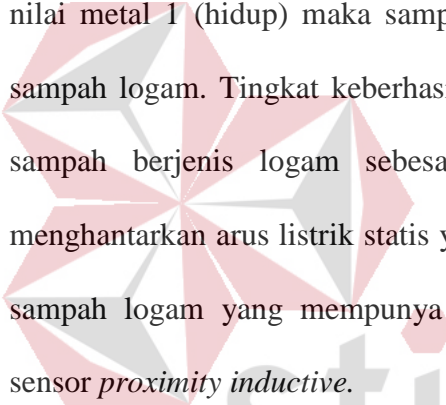 nilai metal 1 (hidup) maka samp
sampah logam. Tingkat keberhas
sampah berjenis logam sebesa
menghantarkan arus listrik statis y
sampah logam yang mempunya
sensor proximity inductive.